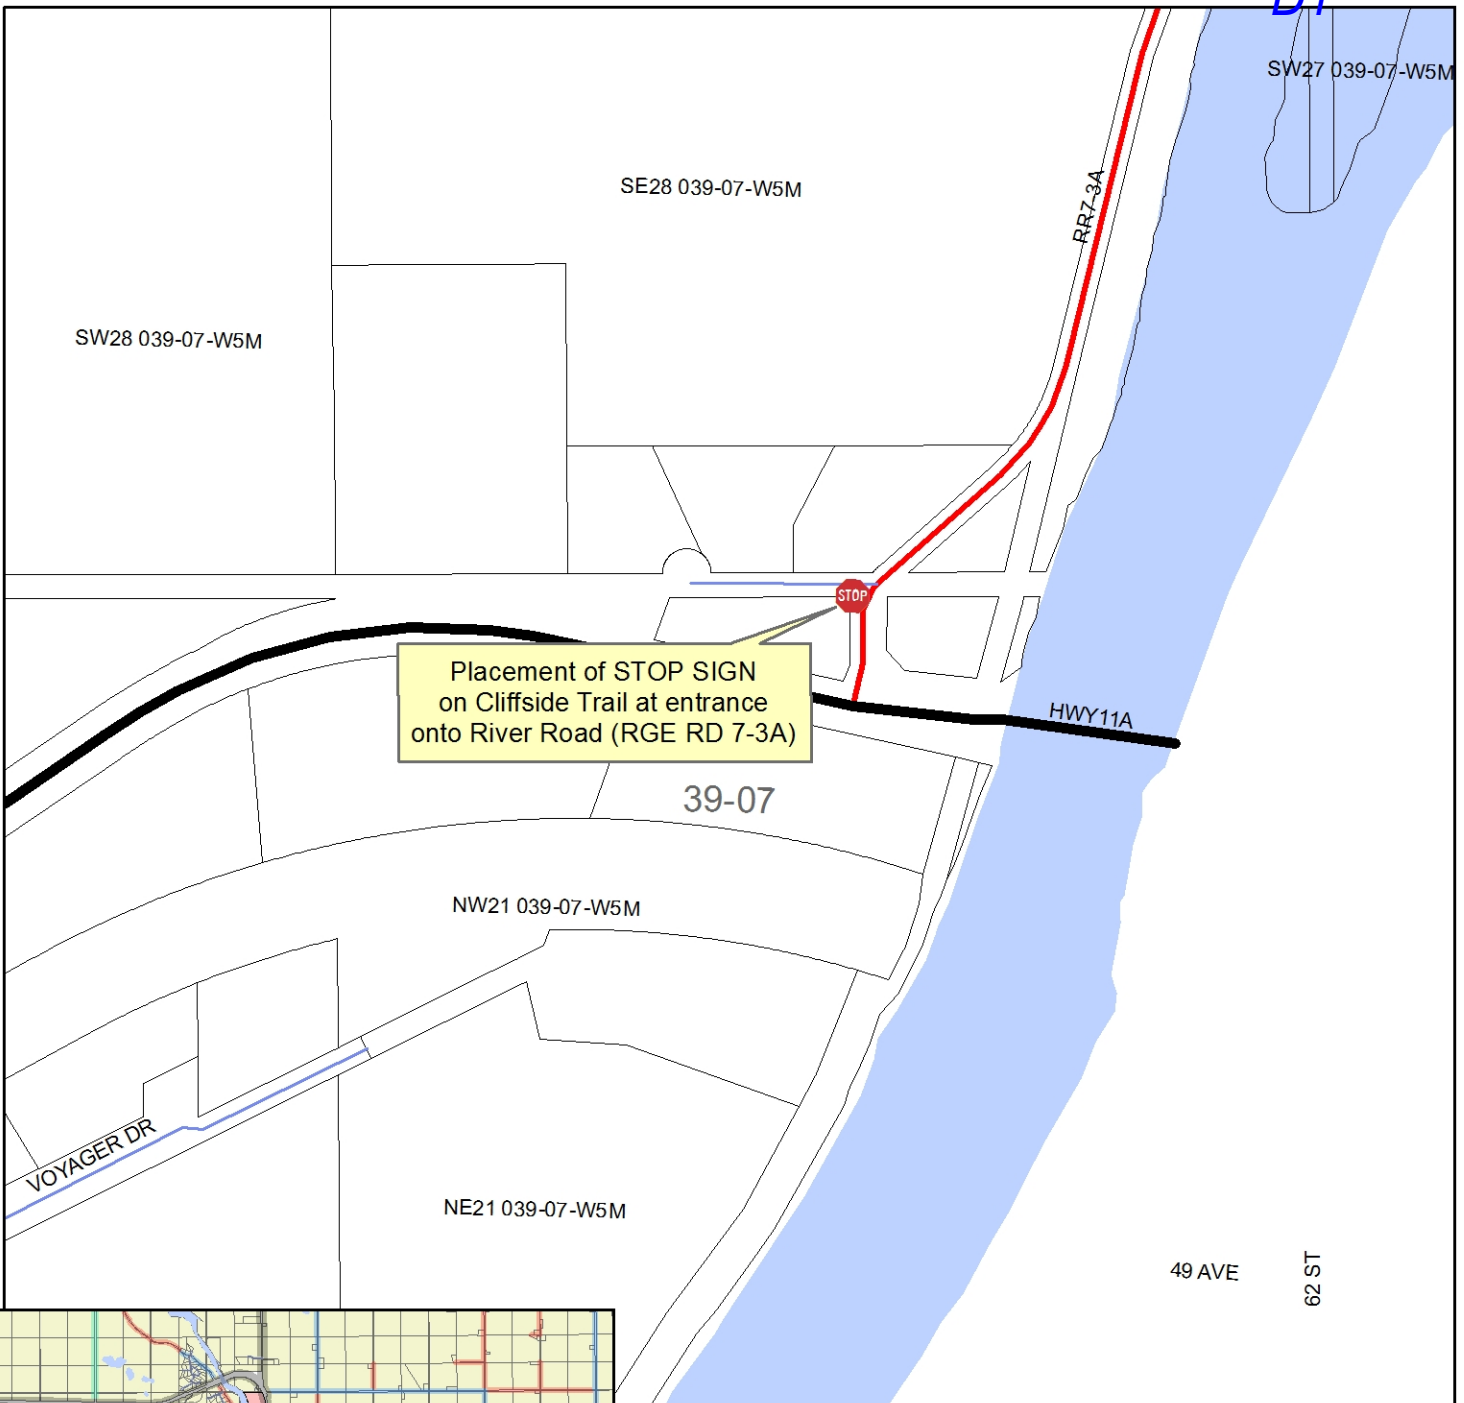 SW27 039-07-W5M
SE28 039-07-W5M
RR7-3A
SW28 039-07-W5M
STOP
Placement of STOP SIGN
on Cliffside Trail at entrance
onto River Road (RGE RD 7-3A)
HWY11A
39-07
NW21 039-07-W5M
VOYAGER DR
NE21 039-07-W5M
49 AVE
62 ST